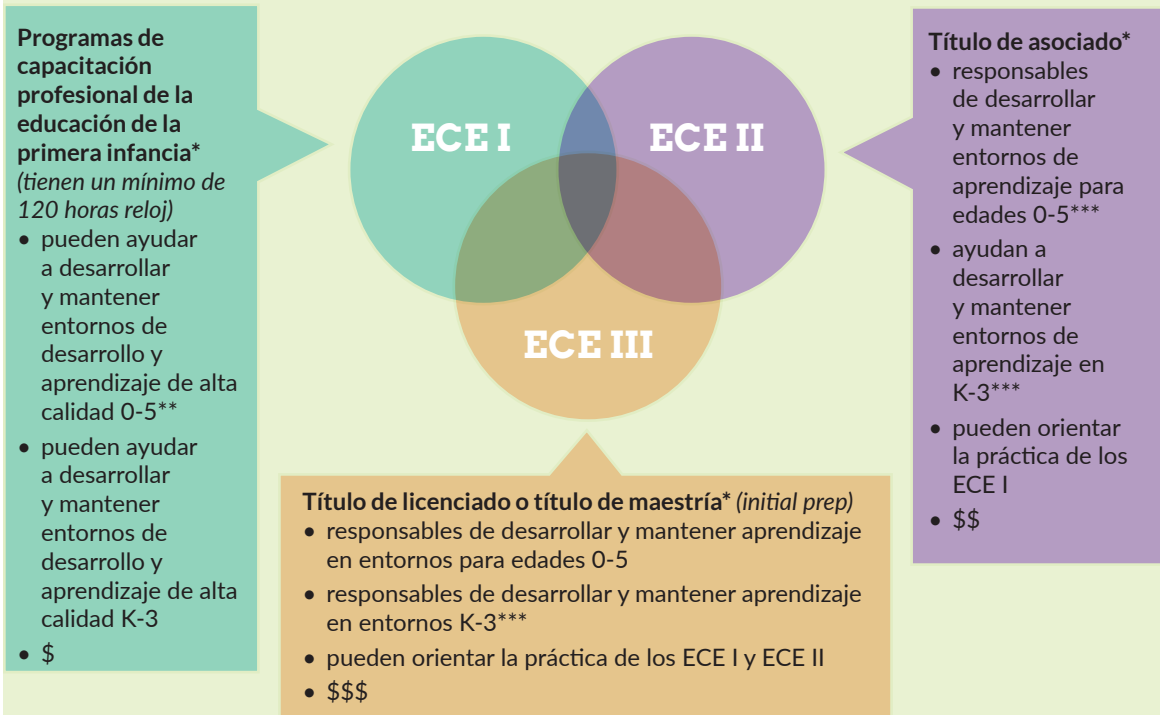 Programas de
capacitación
profesional de la
educación de la
primera infancia*
(tienen un mínimo de
120 horas reloj)
• pueden ayudar
a desarrollar
y mantener
entornos de
desarrollo y
aprendizaje de alta
calidad 0-5**
• pueden ayudar
a desarrollar
y mantener
entornos de
desarrollo y
aprendizaje de alta
calidad K-3
• $
ECE I
ECE II
ECE III
Título de asociado*
• responsables
de desarrollar
y mantener
entornos de
aprendizaje para
edades 0-5***
• ayudan a
desarrollar
y mantener
entornos de
aprendizaje en
K-3***
• pueden orientar
la práctica de los
ECE I
• $$
Título de licenciado o título de maestría* (initial prep)
• responsables de desarrollar y mantener aprendizaje
en entornos para edades 0-5
• responsables de desarrollar y mantener aprendizaje
en entornos K-3***
• pueden orientar la práctica de los ECE I y ECE II
• $$$